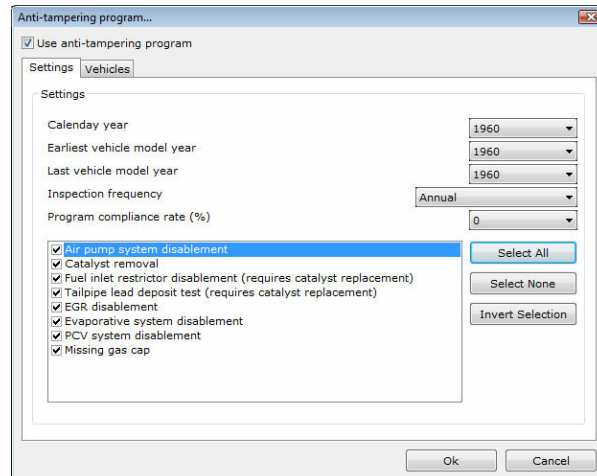 Anti-tampering program...
Use anti-tampering program
Settings Vehicles
Settings
Calenday year 1960
Earliest vehicle model year 1960
Last vehicle model year 1960
Inspection frequency Annual
Program compliance rate (%) 0
Air pump system disablement Select All
Catalyst removal
Fuel inlet restrictor disablement (requires catalyst replacement)
Tailpipe lead deposit test (requires catalyst replacement) Select None
EGR disablement
Evaporative system disablement Invert Selection
PCV system disablement
Missing gas cap
Ok Cancel